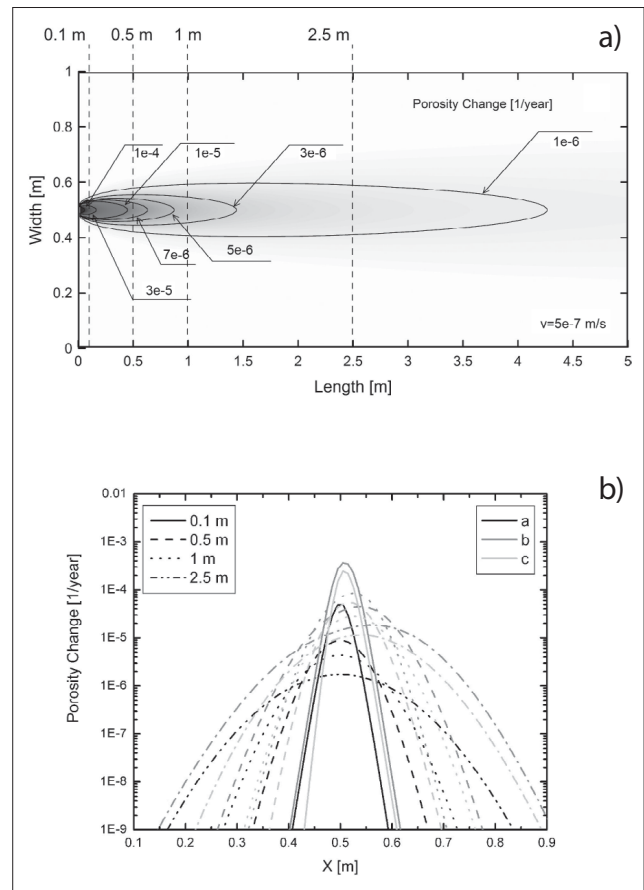 a)
0.1 m 0.5 m 1 m 2.5 m
Porosity Change [1/year]
1e-4 1e-5 3e-6 1e-6
7e-6 5e-6
3e-5
v=5e-7 m/s
1
0.8
0.6
0.4
0.2
0
Width [m]
0 0.5 1 1.5 2 2.5 3 3.5 4 4.5 5
Length [m]
b)
0.01
1E-3
1E-4
1E-5
1E-6
1E-7
1E-8
1E-9
Porosity Change [1/year]
0.1 m
0.5 m
1 m
2.5 m
a
b
c
0.1 0.2 0.3 0.4 0.5 0.6 0.7 0.8 0.9
X [m]